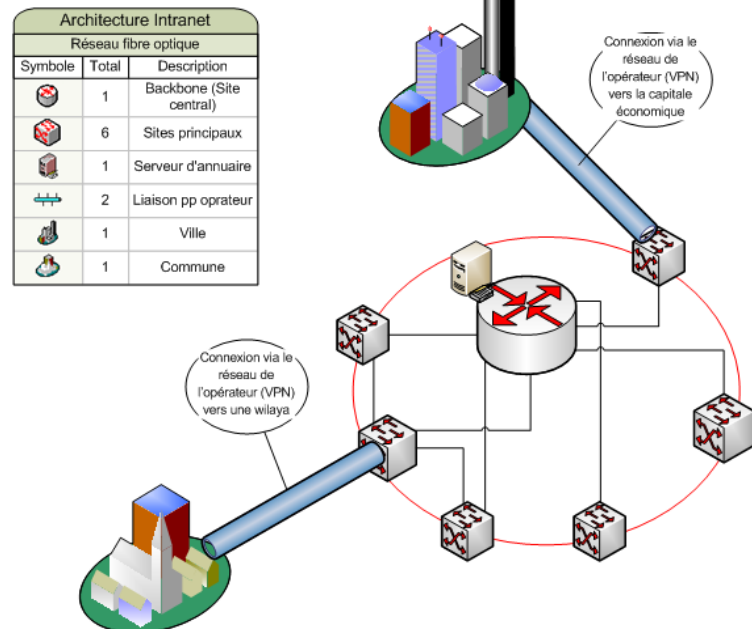 Architecture Intranet
Réseau fibre optique
Symbole Total Description
1 Backbone (Site
central)
6 Sites principaux
1 Serveur d'annuaire
2 Liaison pp oprateur
1 Ville
1 Commune
Connexion via le
réseau de
l'opérateur (VPN)
vers la capitale
économique
Connexion via le
réseau de
l'opérateur (VPN)
vers une wilaya